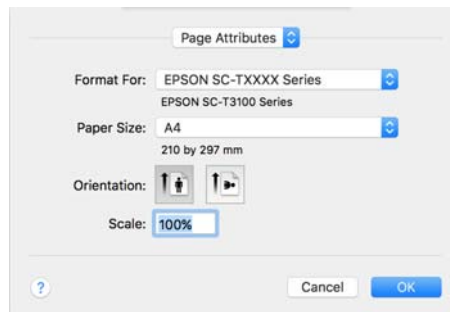 Page Attributes
Format For: EPSON SC-TXXXX Series
EPSON SC-T3100 Series
Paper Size: A4
210 by 297 mm
Orientation:
Scale: 100%
? Cancel OK